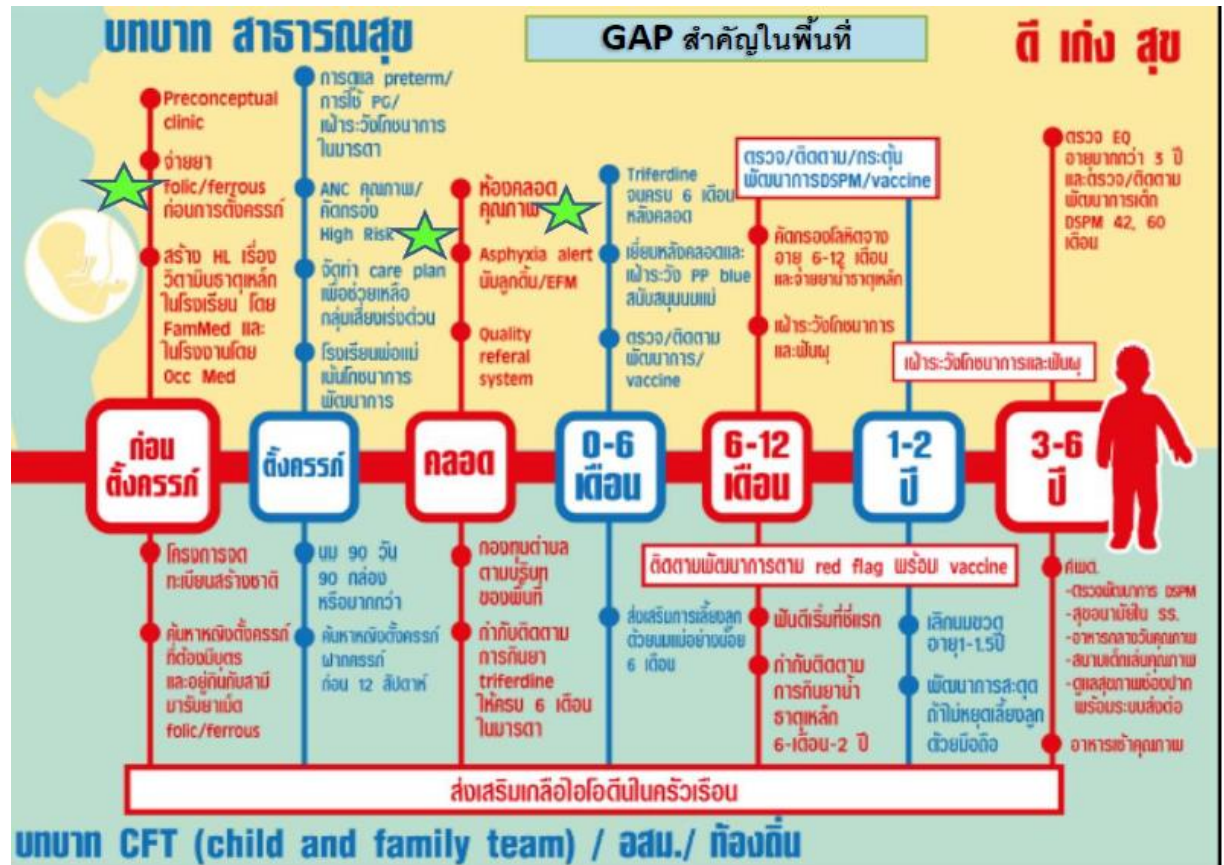 บทบาท สาธารณสุข
GAP สำคัญในพื้นที่
ดี เก่ง สุข
Preconceptual
clinic
จ่ายยา
folic/ferrous
ก่อนการตั้งครรภ์
สร้าง HL เรื่อง
วิตามินธาตุเหล็ก
ในโรงเรียน โดย
FamMed และ
ในโรงงานโดย
Occ Med
การดูแล preterm/
การใช้ PG/
เฝ้าระวังโภชนาการ
ในมารดา
ANC คุณภาพ/
คัดกรอง
High Risk
จัดทำ care plan
เพื่อช่วยเหลือ
กลุ่มเสี่ยงเร่งด่วน
โรงเรียนพ่อแม่
เน้นโภชนาการ
พัฒนาการ
ห้องคลอด
คุณภาพ
Asphyxia alert
นับลูกดิ้น/EFM
Quality
referal
system
Triferdine
จนครบ 6 เดือน
หลังคลอด
เยี่ยมหลังคลอดและ
เฝ้าระวัง PP blue
สนับสนุนนมแม่
ตรวจ/ติดตาม
พัฒนาการ/
vaccine
ตรวจ/ติดตาม/กระตุ้น
พัฒนาการDSPM/vaccine
คัดกรองโลหิตจาง
อายุ 6-12 เดือน
และจ่ายยาน้ำธาตุเหล็ก
เฝ้าระวังโภชนาการ
และฟันผุ
ตรวจ EQ
อายุมากกว่า 3 ปี
และตรวจ/ติดตาม
พัฒนาการเด็ก
DSPM 42, 60
เดือน
เฝ้าระวังโภชนาการและฟันผุ
ก่อน
ตั้งครรภ์
ตั้งครรภ์
คลอด
0-6
เดือน
6-12
เดือน
1-2
ปี
3-6
ปี
โครงการจด
ทะเบียนสร้างชาติ
ค้นหาหญิงตั้งครรภ์
ที่ต้องมีบุตร
และอยู่กินกับสามี
มารับยาเม็ด
folic/ferrous
นม 90 วัน
90 กล่อง
หรือมากกว่า
ค้นหาหญิงตั้งครรภ์
ฝากครรภ์
ก่อน 12 สัปดาห์
กองทุนตำบล
ตามบริบท
ของพื้นที่
กำกับติดตาม
การกินยา
triferdine
ให้ครบ 6 เดือน
ในมารดา
ส่งเสริมการเลี้ยงลูก
ด้วยนมแม่อย่างน้อย
6 เดือน
ติดตามพัฒนาการตาม red flag พร้อม vaccine
ฟันดีเริ่มที่ซี่แรก
กำกับติดตาม
การกินยาน้ำ
ธาตุเหล็ก
6-เดือน-2 ปี
เลิกนมขวด
อายุ1-1.5ปี
พัฒนาการสะดุด
ถ้าไม่หยุดเลี้ยงลูก
ด้วยมือถือ
ศพด.
-ตรวจพัฒนาการ DSPM
-สุขอนามัยใน รร.
-อาหารกลางวันคุณภาพ
-สนามเด็กเล่นคุณภาพ
-ดูแลสุขภาพช่องปาก
พร้อมระบบส่งต่อ
อาหารเช้าคุณภาพ
ส่งเสริมเกลือไอโอดีนในครัวเรือน
บทบาท CFT (child and family team) / อสม./ ท้องถิ่น